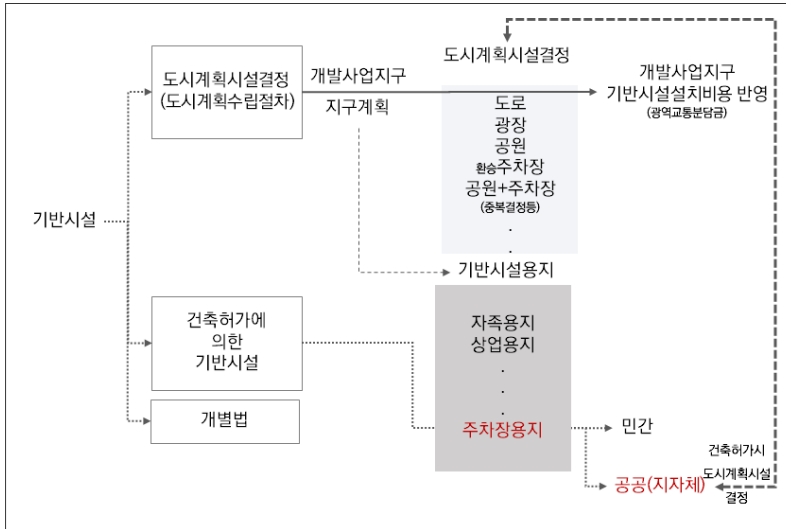 도시계획시설결정
도시계획시설결정
(도시계획수립절차)
개발사업지구
지구계획
개발사업지구
기반시설설치비용 반영
(광역교통분담금)
도로
광장
공원
환승주차장
공원+주차장
(중복결정등)
.
.
기반시설
기반시설용지
건축허가에
의한
기반시설
자족용지
상업용지
.
.
.
개별법
주차장용지
민간
공공(지자체)
건축허가시
도시계획시설
결정